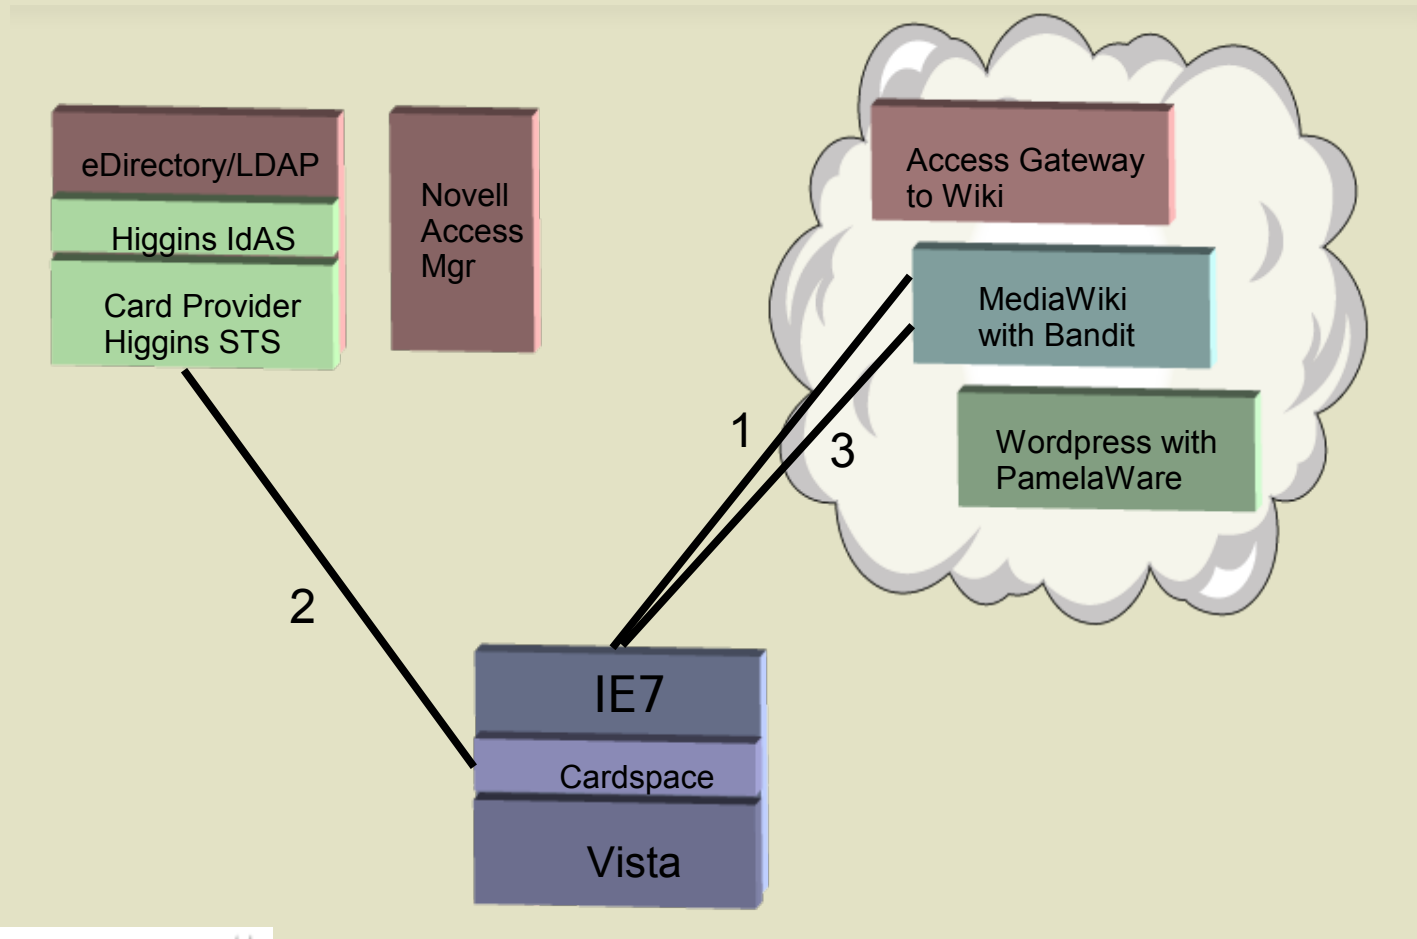 eDirectory/LDAP
Higgins IdAS
Card Provider
Higgins STS
Novell
Access
Mgr
Access Gateway
to Wiki
MediaWiki
with Bandit
Wordpress with
PamelaWare
1
3
2
IE7
Cardspace
Vista